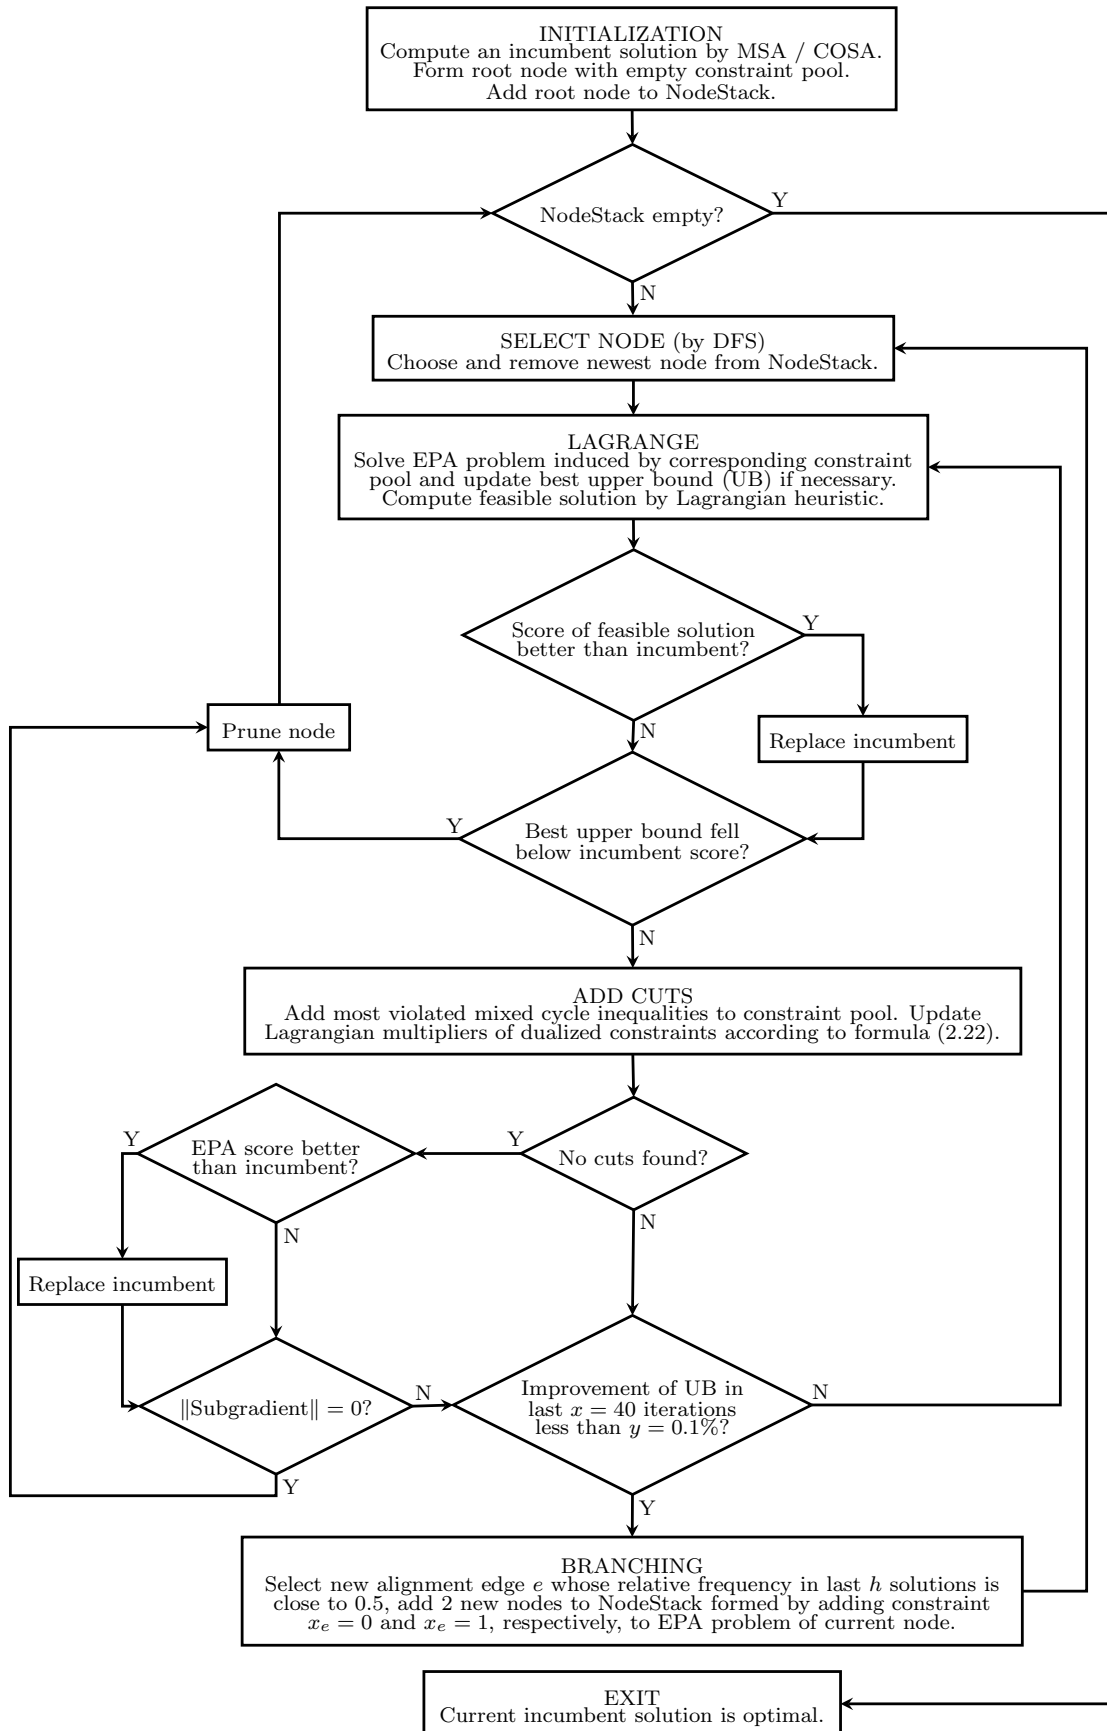 INITIALIZATION
Compute an incumbent solution by MSA / COSA.
Form root node with empty constraint pool.
Add root node to NodeStack.
NodeStack empty?
Y
N
SELECT NODE (by DFS)
Choose and remove newest node from NodeStack.
LAGRANGE
Solve EPA problem induced by corresponding constraint
pool and update best upper bound (UB) if necessary.
Compute feasible solution by Lagrangian heuristic.
Score of feasible solution
better than incumbent?
Y
N
Prune node
Replace incumbent
Best upper bound fell
below incumbent score?
Y
N
ADD CUTS
Add most violated mixed cycle inequalities to constraint pool. Update
Lagrangian multipliers of dualized constraints according to formula (2.22).
EPA score better
than incumbent?
Y
N
No cuts found?
Y
N
Replace incumbent
‖Subgradient‖ = 0?
N
Y
Improvement of UB in
last x = 40 iterations
less than y = 0.1%?
N
Y
BRANCHING
Select new alignment edge e whose relative frequency in last h solutions is
close to 0.5, add 2 new nodes to NodeStack formed by adding constraint
x_e = 0 and x_e = 1, respectively, to EPA problem of current node.
EXIT
Current incumbent solution is optimal.